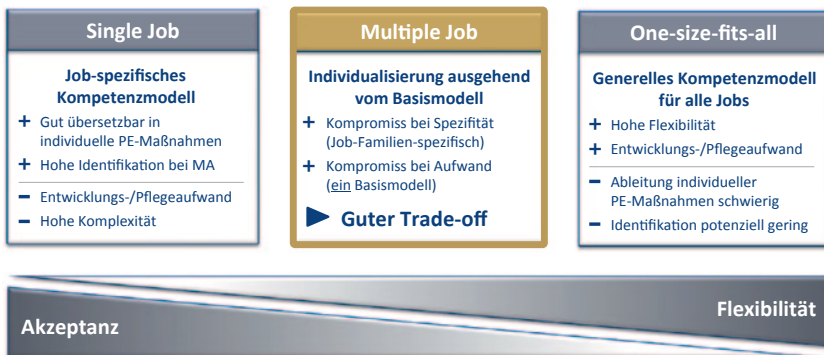 Single Job
Job-spezifisches
Kompetenzmodell
+ Gut übersetzbar in
individuelle PE-Maßnahmen
+ Hohe Identifikation bei MA
− Entwicklungs-/Pflegeaufwand
− Hohe Komplexität
Multiple Job
Individualisierung ausgehend
vom Basismodell
+ Kompromiss bei Spezifität
(Job-Familien-spezifisch)
+ Kompromiss bei Aufwand
(ein Basismodell)
Guter Trade-off
One-size-fits-all
Generelles Kompetenzmodell
für alle Jobs
+ Hohe Flexibilität
+ Entwicklungs-/Pflegeaufwand
− Ableitung individueller
PE-Maßnahmen schwierig
− Identifikation potenziell gering
Akzeptanz
Flexibilität